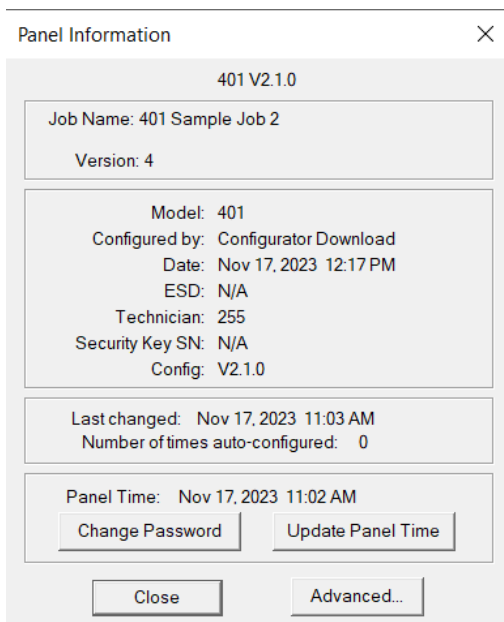 Panel Information
401 V2.1.0
Job Name: 401 Sample Job 2
Version: 4
Model: 401
Configured by: Configurator Download
Date: Nov 17, 2023 12:17 PM
ESD: N/A
Technician: 255
Security Key SN: N/A
Config: V2.1.0
Last changed: Nov 17, 2023 11:03 AM
Number of times auto-configured: 0
Panel Time: Nov 17, 2023 11:02 AM
Change Password Update Panel Time
Close Advanced...